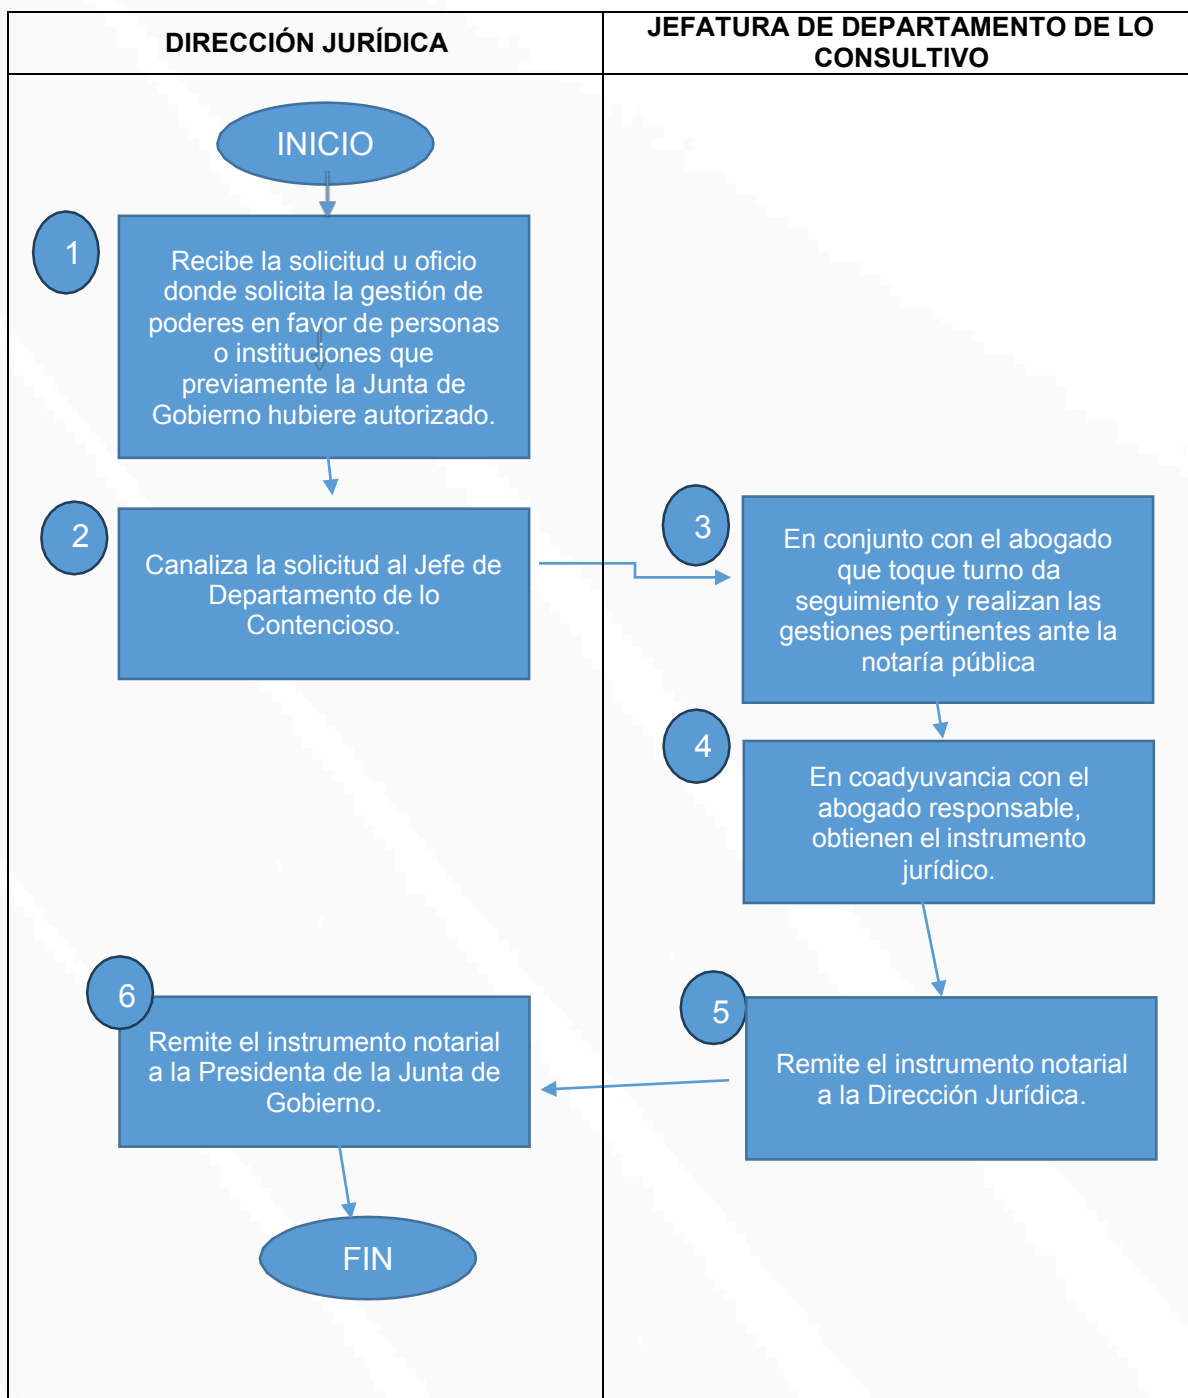 DIRECCIÓN JURÍDICA
JEFATURA DE DEPARTAMENTO DE LO
CONSULTIVO
INICIO
1
Recibe la solicitud u oficio
donde solicita la gestión de
poderes en favor de personas
o instituciones que
previamente la Junta de
Gobierno hubiere autorizado.
2
Canaliza la solicitud al Jefe de
Departamento de lo
Contencioso.
3
En conjunto con el abogado
que toque turno da
seguimiento y realizan las
gestiones pertinentes ante la
notaría pública
4
En coadyuvancia con el
abogado responsable,
obtienen el instrumento
jurídico.
5
Remite el instrumento notarial
a la Dirección Jurídica.
6
Remite el instrumento notarial
a la Presidenta de la Junta de
Gobierno.
FIN